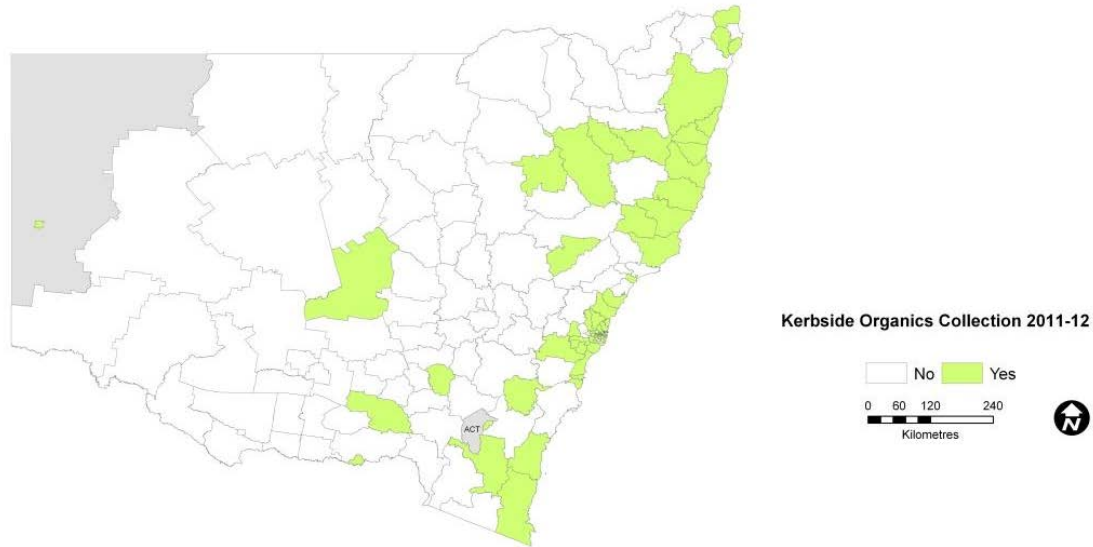 Kerbside Organics Collection 2011-12
No Yes
0 60 120 240
Kilometres
N
ACT